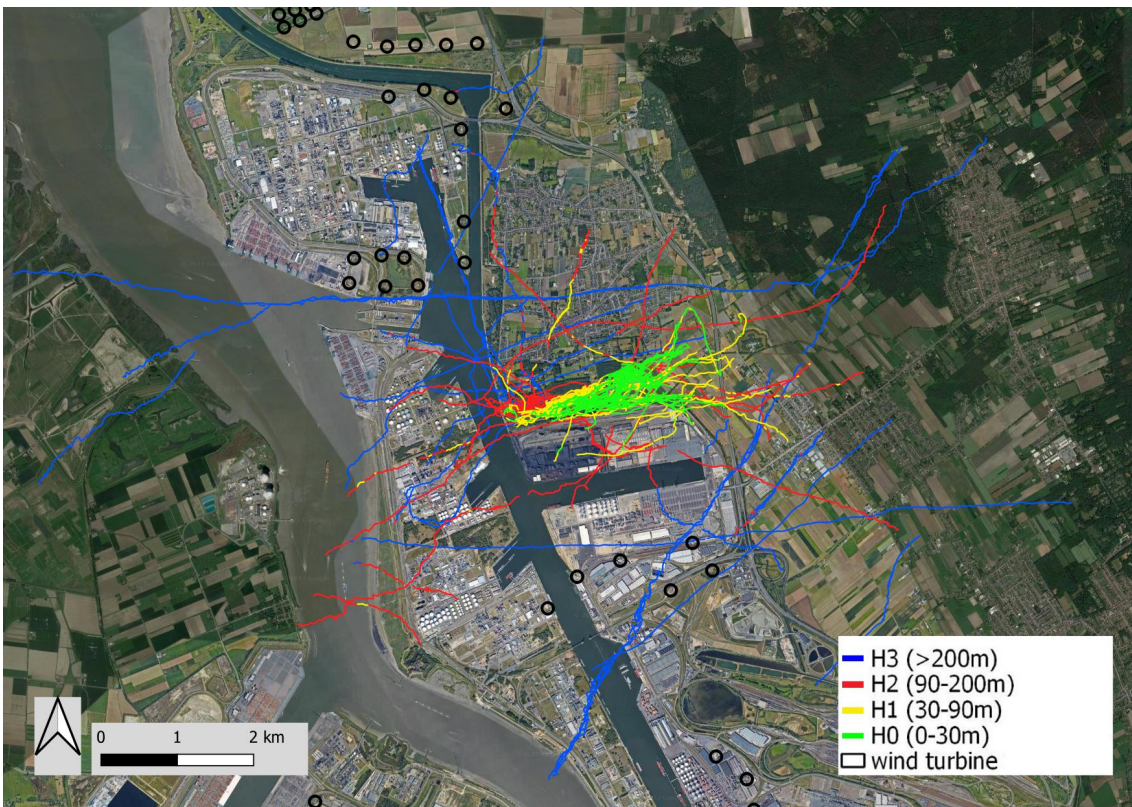 H3 (>200m)
H2 (90-200m)
H1 (30-90m)
H0 (0-30m)
wind turbine
0 1 2 km